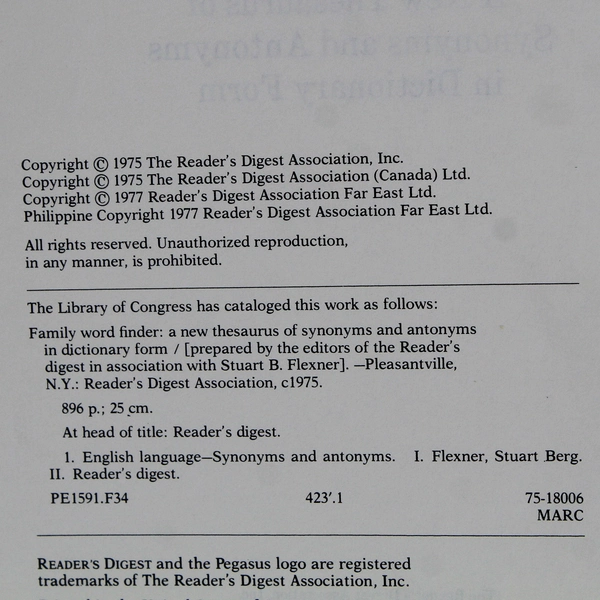 Copyright © 1975 The Reader's Digest Association, Inc.
Copyright © 1975 The Reader's Digest Association (Canada) Ltd.
Copyright © 1977 Reader's Digest Association Far East Ltd.
Philippine Copyright 1977 Reader's Digest Association Far East Ltd.
All rights reserved. Unauthorized reproduction,
in any manner, is prohibited.
The Library of Congress has cataloged this work as follows:
Family word finder: a new thesaurus of synonyms and antonyms
in dictionary form / [prepared by the editors of the Reader's
digest in association with Stuart B. Flexner]. —Pleasantville,
N.Y.: Reader's Digest Association, c1975.
896 p.; 25 cm.
At head of title: Reader's digest.
1. English language—Synonyms and antonyms. I. Flexner, Stuart Berg.
II. Reader's digest.
PE1591.F34 423′.1 75-18006
MARC
READER'S DIGEST and the Pegasus logo are registered
trademarks of The Reader's Digest Association, Inc.